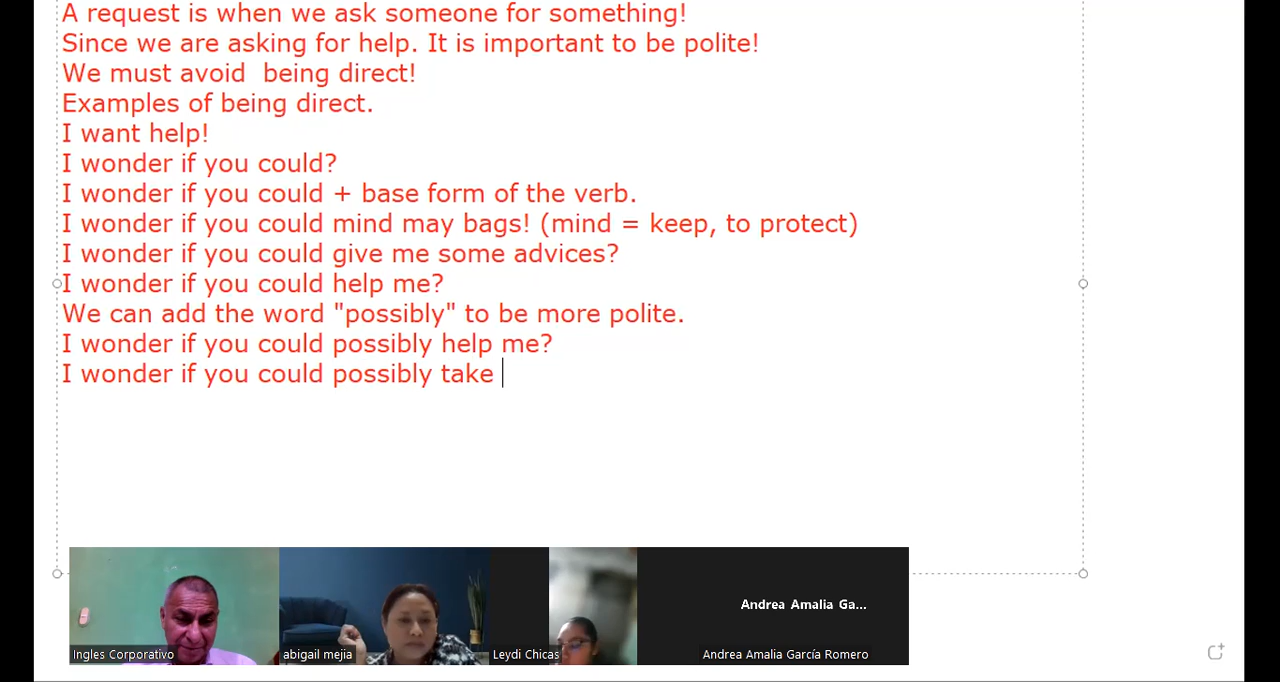 A request is when we ask someone for something!
Since we are asking for help. It is important to be polite!
We must avoid  being direct!
Examples of being direct.
I want help!
I wonder if you could?
I wonder if you could + base form of the verb.
I wonder if you could mind may bags! (mind = keep, to protect)
I wonder if you could give me some advices?
I wonder if you could help me?
We can add the word "possibly" to be more polite.
I wonder if you could possibly help me?
I wonder if you could possibly take
Andrea Amalia Ga...
Ingles Corporativo
abigail mejia
Leydi Chicas
Andrea Amalia García Romero